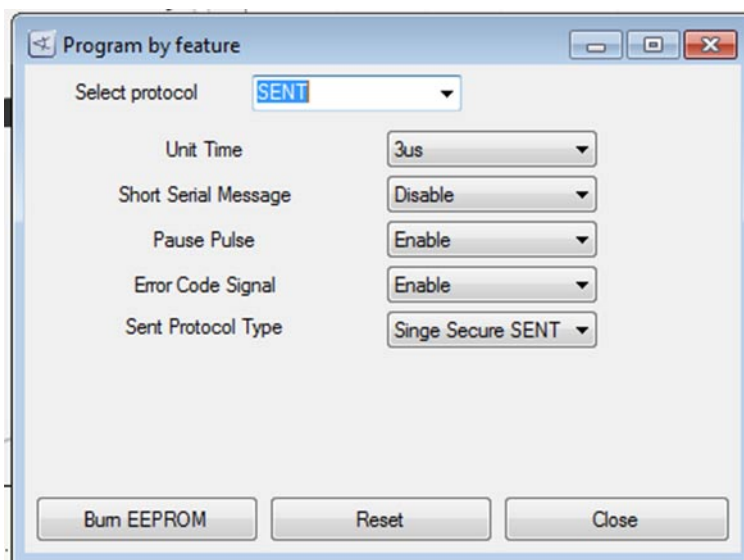 Program by feature
Select protocol SENT
Unit Time 3us
Short Serial Message Disable
Pause Pulse Enable
Error Code Signal Enable
Sent Protocol Type Singe Secure SENT
Burn EEPROM Reset Close